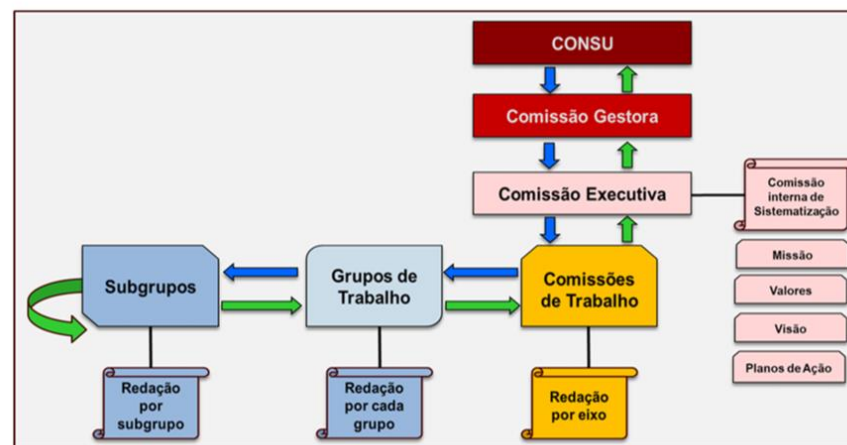 CONSU
Comissão Gestora
Comissão Executiva
Comissão
interna de
Sistematização
Missão
Valores
Visão
Planos de Ação
Subgrupos
Grupos de
Trabalho
Comissões
de Trabalho
Redação
por
subgrupo
Redação
por cada
grupo
Redação
por eixo